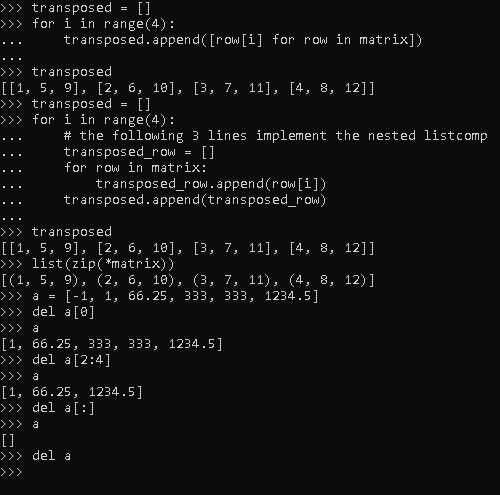 >>> transposed = []
>>> for i in range(4):
...     transposed.append([row[i] for row in matrix])
...
>>> transposed
[[1, 5, 9], [2, 6, 10], [3, 7, 11], [4, 8, 12]]
>>> transposed = []
>>> for i in range(4):
...     # the following 3 lines implement the nested listcomp
...     transposed_row = []
...     for row in matrix:
...         transposed_row.append(row[i])
...     transposed.append(transposed_row)
...
>>> transposed
[[1, 5, 9], [2, 6, 10], [3, 7, 11], [4, 8, 12]]
>>> list(zip(*matrix))
[(1, 5, 9), (2, 6, 10), (3, 7, 11), (4, 8, 12)]
>>> a = [-1, 1, 66.25, 333, 333, 1234.5]
>>> del a[0]
>>> a
[1, 66.25, 333, 333, 1234.5]
>>> del a[2:4]
>>> a
[1, 66.25, 1234.5]
>>> del a[:]
>>> a
[]
>>> del a
>>>